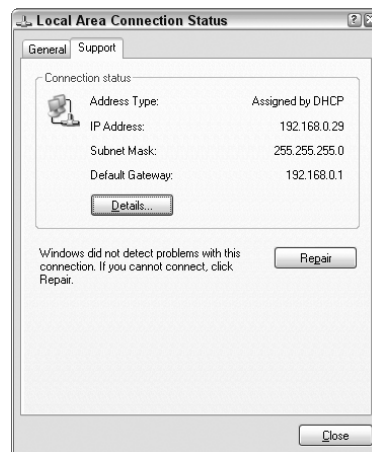 Local Area Connection Status
General Support
Connection status
Address Type: Assigned by DHCP
IP Address: 192.168.0.29
Subnet Mask: 255.255.255.0
Default Gateway: 192.168.0.1
Details...
Windows did not detect problems with this
connection. If you cannot connect, click
Repair.
Repair
Close